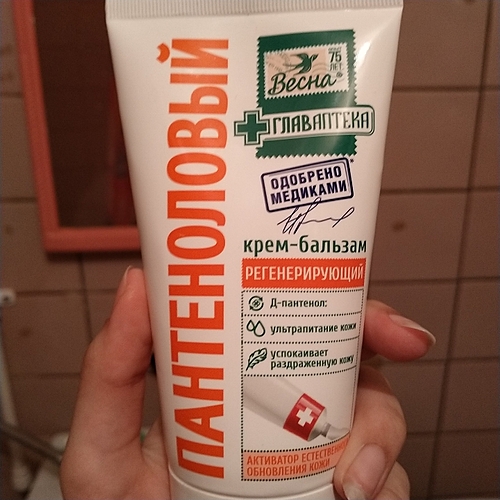 ПАНТЕНОЛОВЫЙ
75
ЛЕТ
Весна
ГЛАВАПТЕКА
ОДОБРЕНО
МЕДИКАМИ
крем-бальзам
РЕГЕНЕРИРУЮЩИЙ
Д-пантенол:
ультрапитание кожи
успокаивает
раздраженную кожу
АКТИВАТОР ЕСТЕСТВЕННОГО
ОБНОВЛЕНИЯ КОЖИ